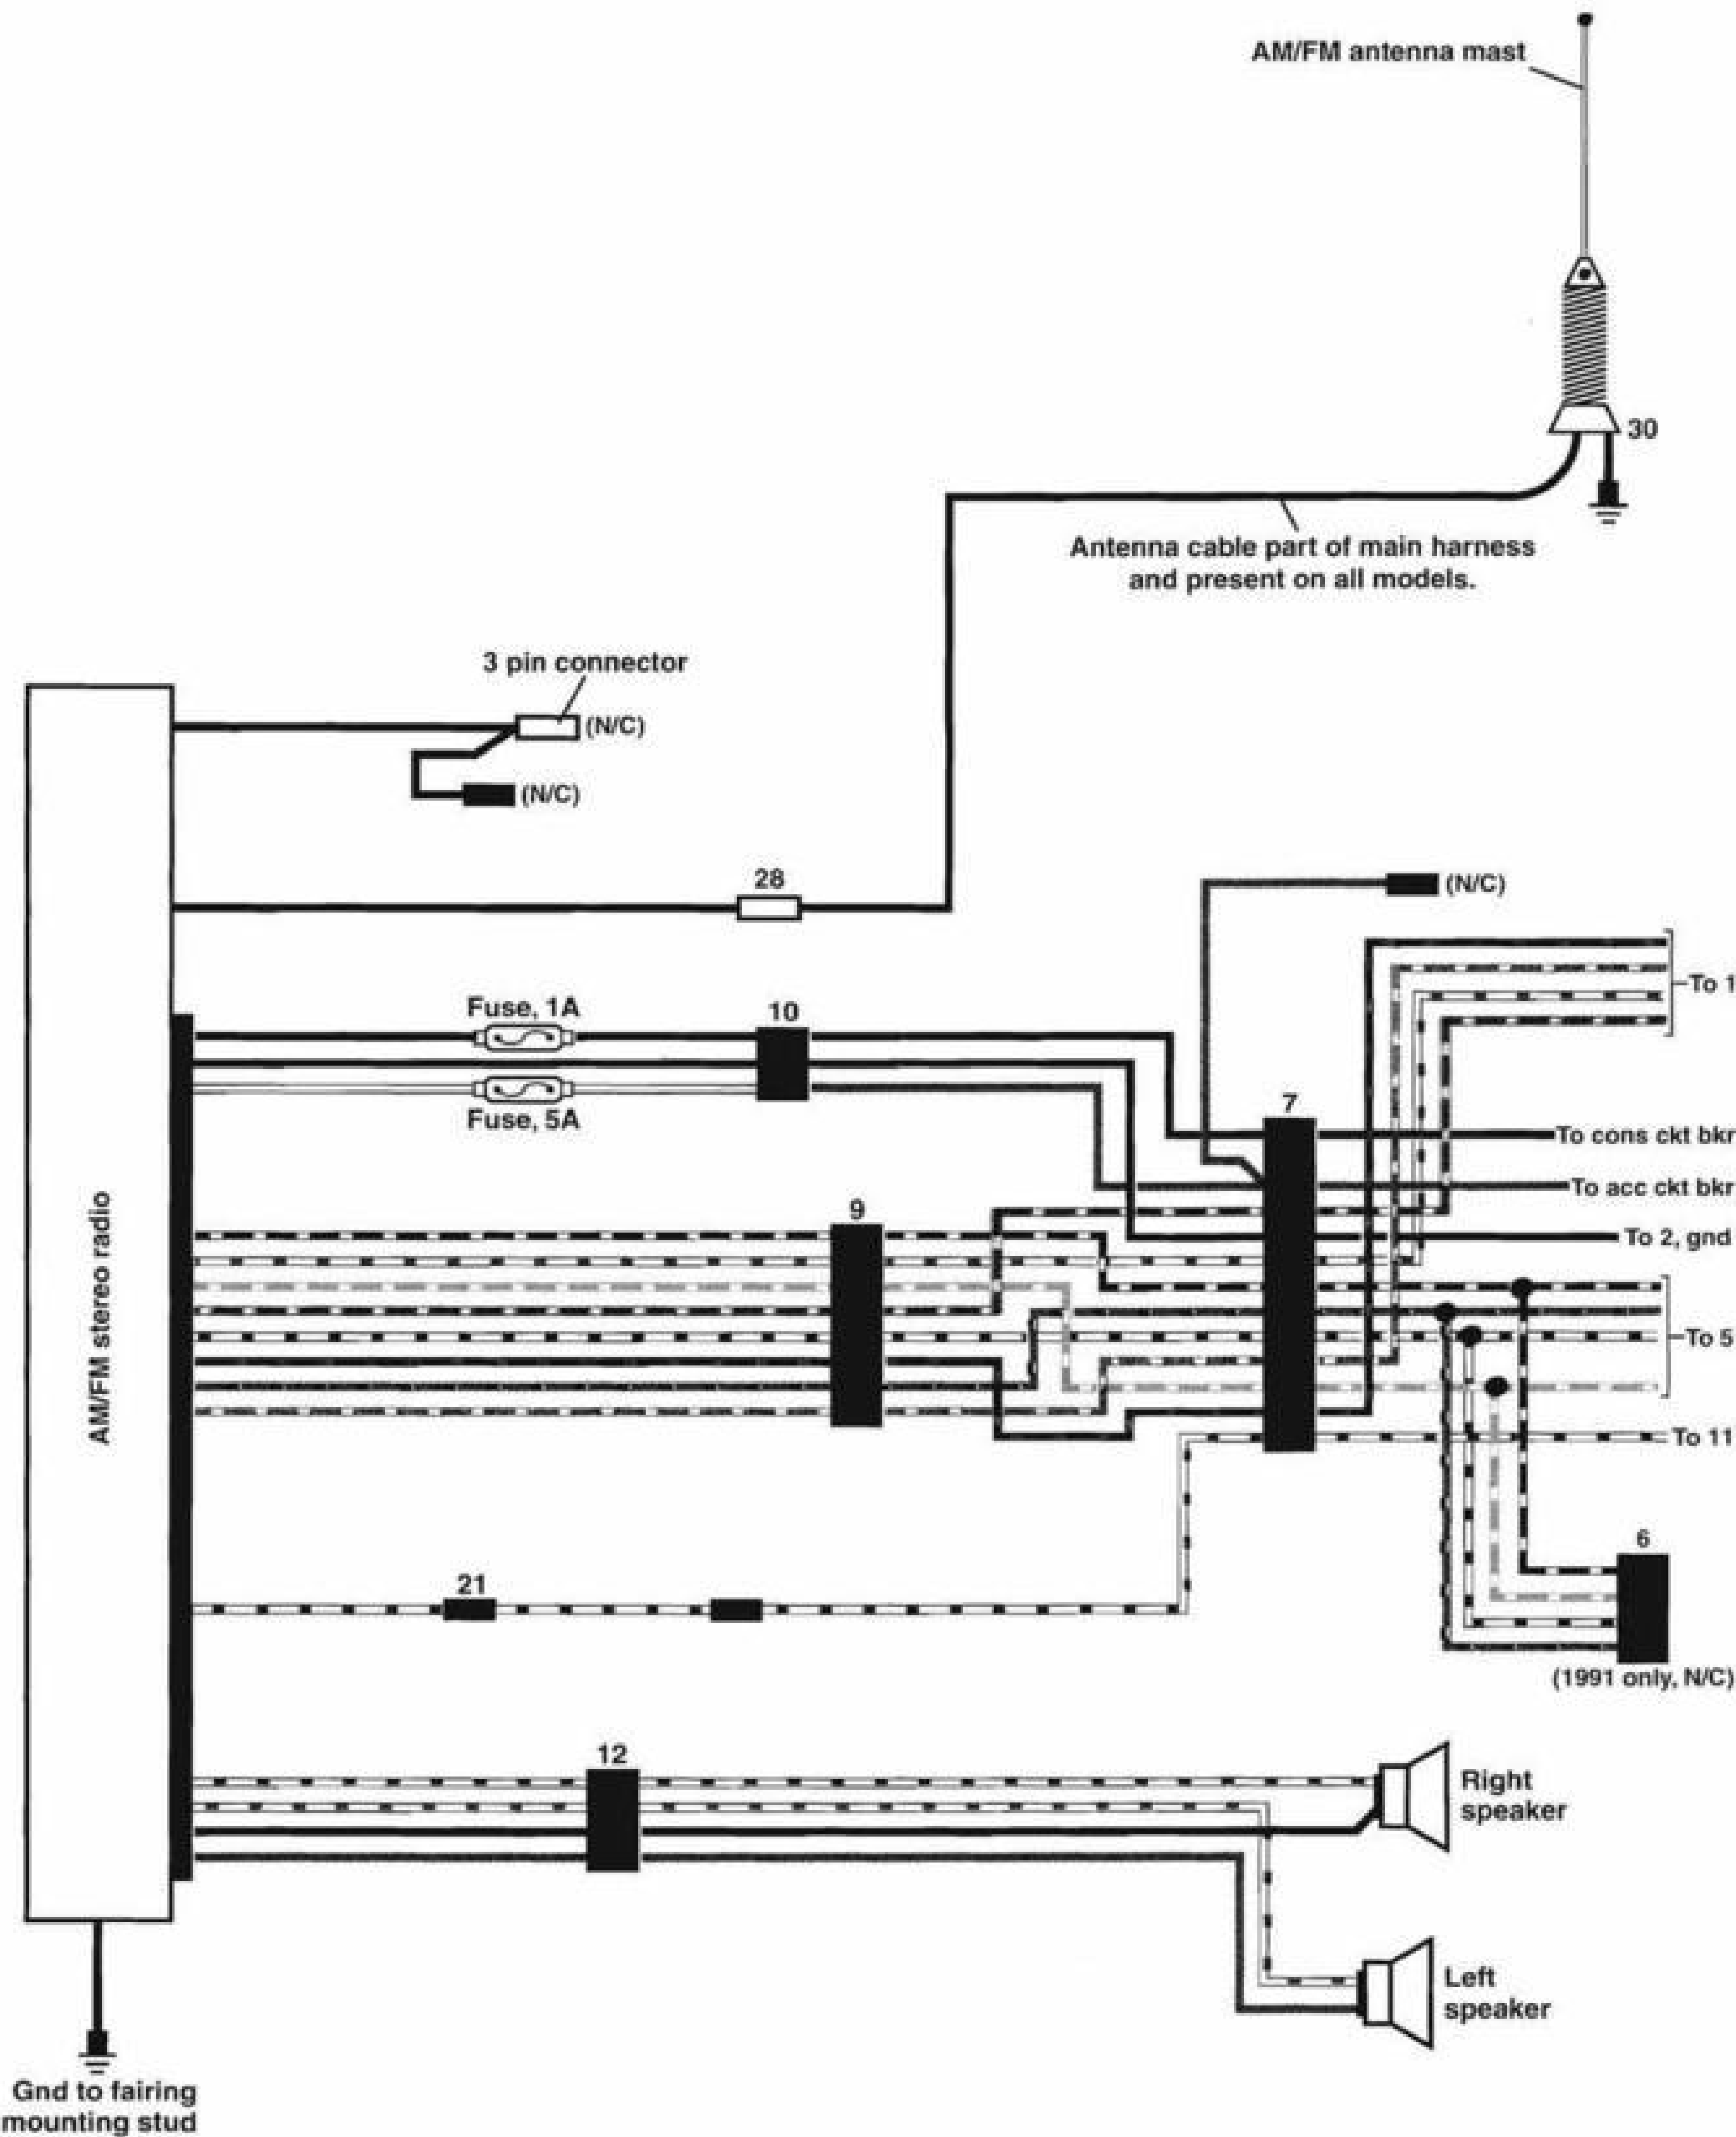 AM/FM antenna mast
30
Antenna cable part of main harness
and present on all models.
3 pin connector
(N/C)
(N/C)
28
(N/C)
To 1
Fuse, 1A
10
Fuse, 5A
7
To cons ckt bkr
To acc ckt bkr
9
To 2, gnd
AM/FM stereo radio
To 5
To 11
6
21
(1991 only, N/C)
12
Right
speaker
Left
speaker
Gnd to fairing
mounting stud